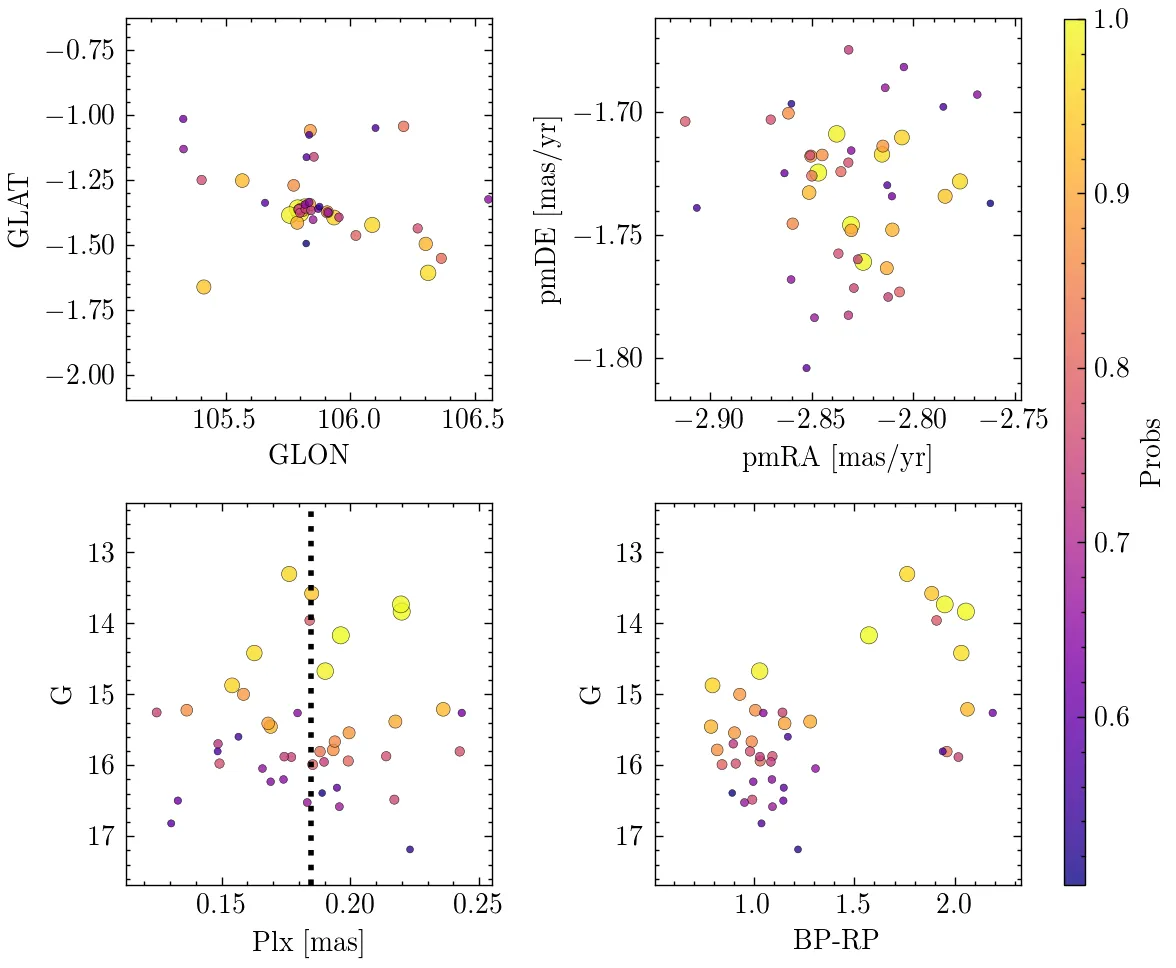 −0.75
−1.00
−1.25
−1.50
−1.75
−2.00
GLAT
105.5 106.0 106.5
GLON
−1.70
−1.75
−1.80
pmDE [mas/yr]
−2.90 −2.85 −2.80 −2.75
pmRA [mas/yr]
1.0
0.9
0.8
0.7
0.6
Probs
13
14
15
16
17
G
0.15 0.20 0.25
Plx [mas]
13
14
15
16
17
G
1.0 1.5 2.0
BP-RP